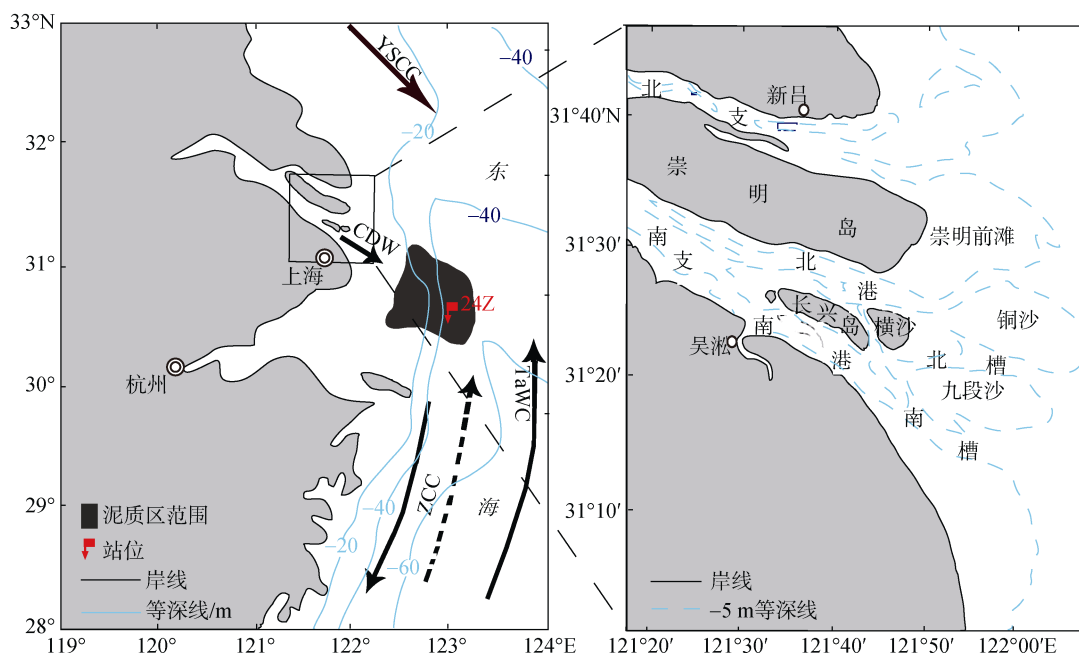 33°N
32°
31°
30°
29°
28°
119°
120°
121°
122°
123°
124°E
YSCC
−40
−20
东
−40
CDW
上海
24Z
杭州
TaWC
ZCC
海
−40
−20
−60
泥质区范围
站位
岸线
等深线/m
31°40′N
31°30′
31°20′
31°10′
121°20′
121°30′
121°40′
121°50′
122°00′E
北
支
新吕
崇
明
岛
崇明前滩
南
支
北
港
长
兴
岛
横沙
铜沙
吴淞
南
港
北
槽
九段沙
南
槽
岸线
−5 m等深线